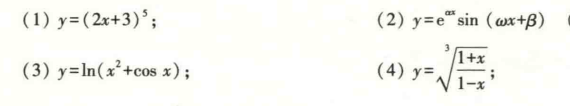 (1) y=(2x+3)⁵; (2) y=e^{αx} sin (ωx+β) (
(3) y=ln(x²+cos x); (4) y=∛((1+x)/(1−x));